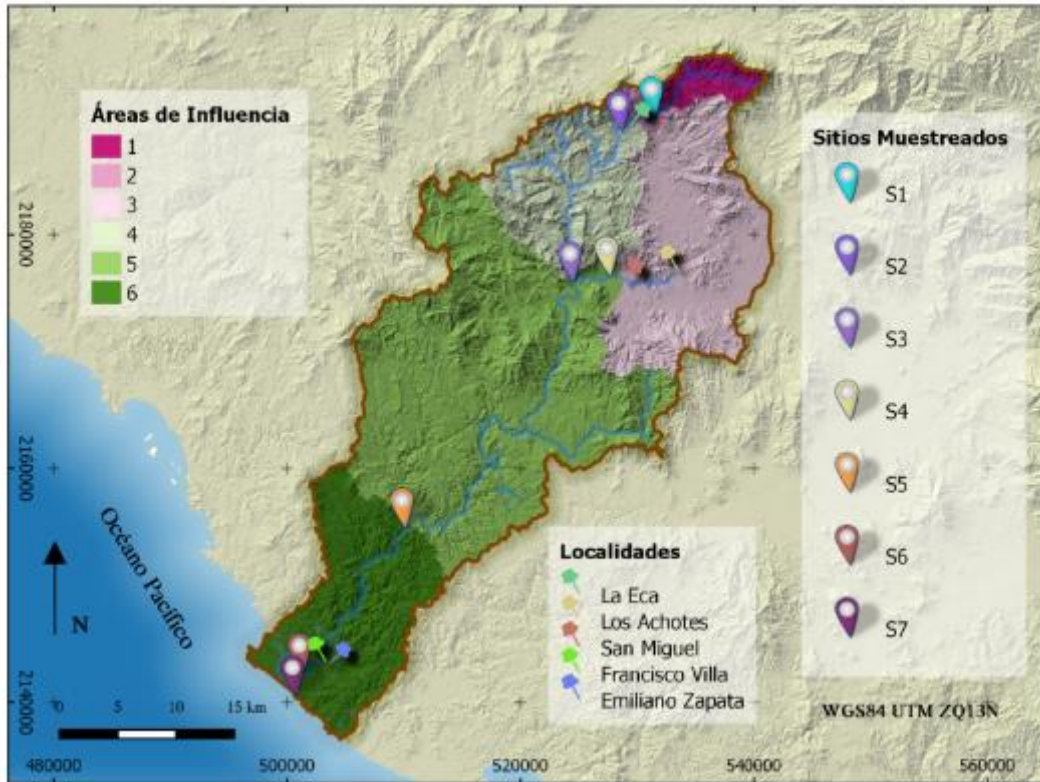 Áreas de Influencia
1
2
3
4
5
6
Sitios Muestreados
S1
S2
S3
S4
S5
S6
S7
Localidades
La Eca
Los Achotes
San Miguel
Francisco Villa
Emiliano Zapata
Océano Pacífico
N
0 5 10 15 km
WGS84 UTM ZQ13N
2180000
2160000
2140000
480000 500000 520000 540000 560000